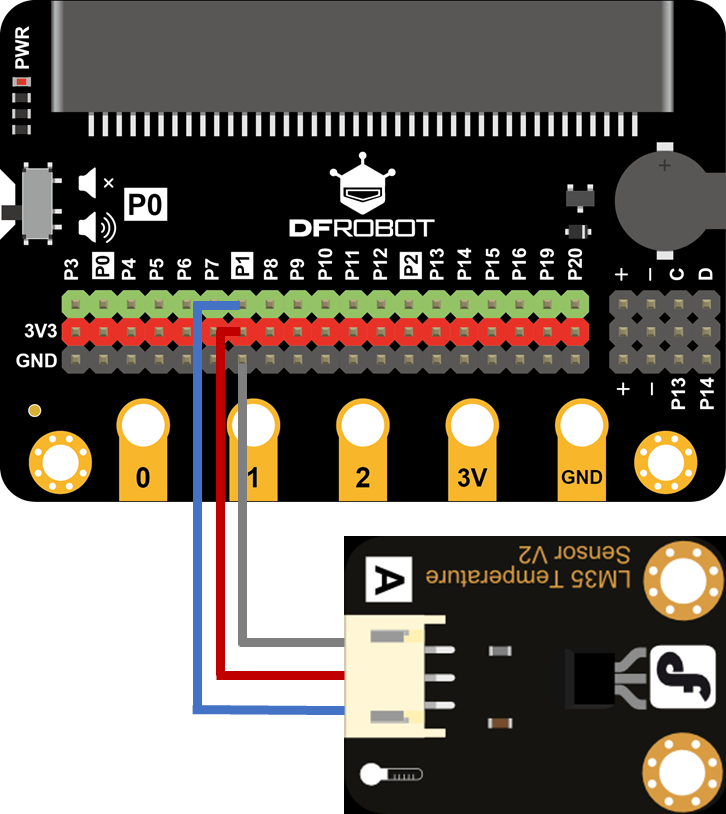 PWR
P0
DFROBOT
P3 P0 P4 P5 P6 P7 P1 P8 P9 P10 P11 P12 P2 P13 P14 P15 P16 P19 P20
+ − C D
3V3
GND
+ − P13 P14
0 1 2 3V GND
A
LM35 Temperature
Sensor V2